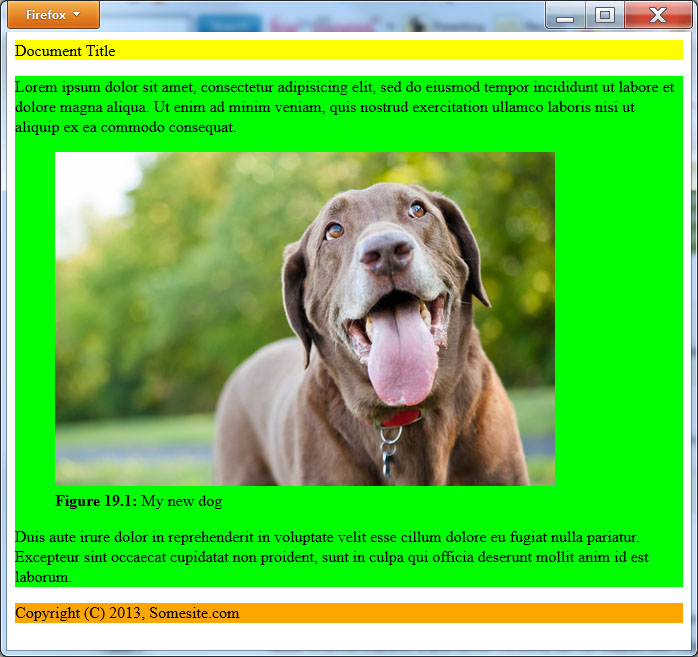 Firefox
Document Title
Lorem ipsum dolor sit amet, consectetur adipisicing elit, sed do eiusmod tempor incididunt ut labore et
dolore magna aliqua. Ut enim ad minim veniam, quis nostrud exercitation ullamco laboris nisi ut
aliquip ex ea commodo consequat.
Figure 19.1: My new dog
Duis aute irure dolor in reprehenderit in voluptate velit esse cillum dolore eu fugiat nulla pariatur.
Excepteur sint occaecat cupidatat non proident, sunt in culpa qui officia deserunt mollit anim id est
laborum.
Copyright (C) 2013, Somesite.com